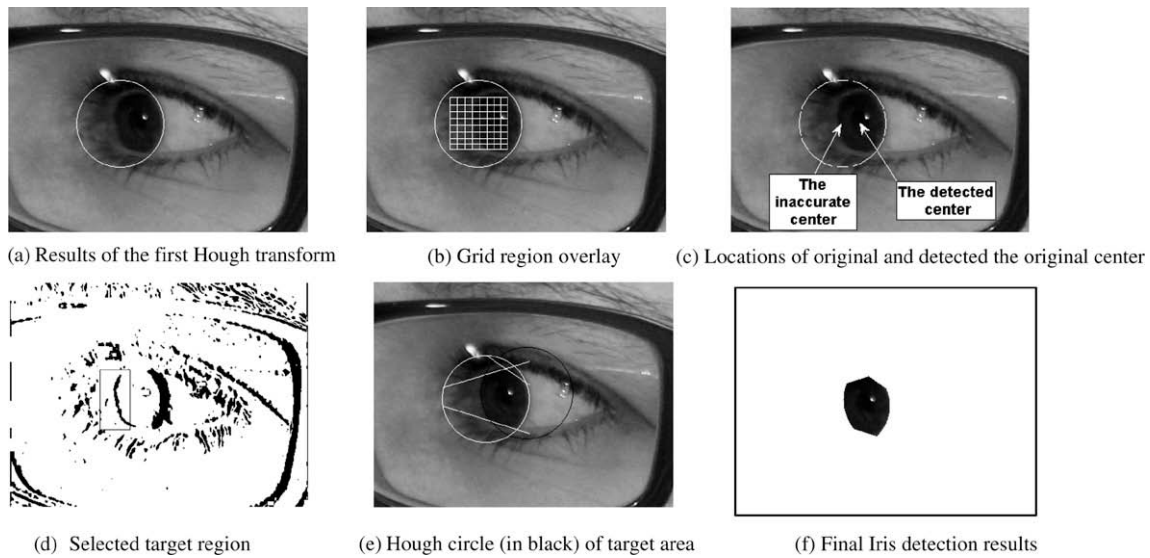 (a) Results of the first Hough transform
(b) Grid region overlay
The
inaccurate
center
The detected
center
(c) Locations of original and detected the original center
(d) Selected target region
(e) Hough circle (in black) of target area
(f) Final Iris detection results